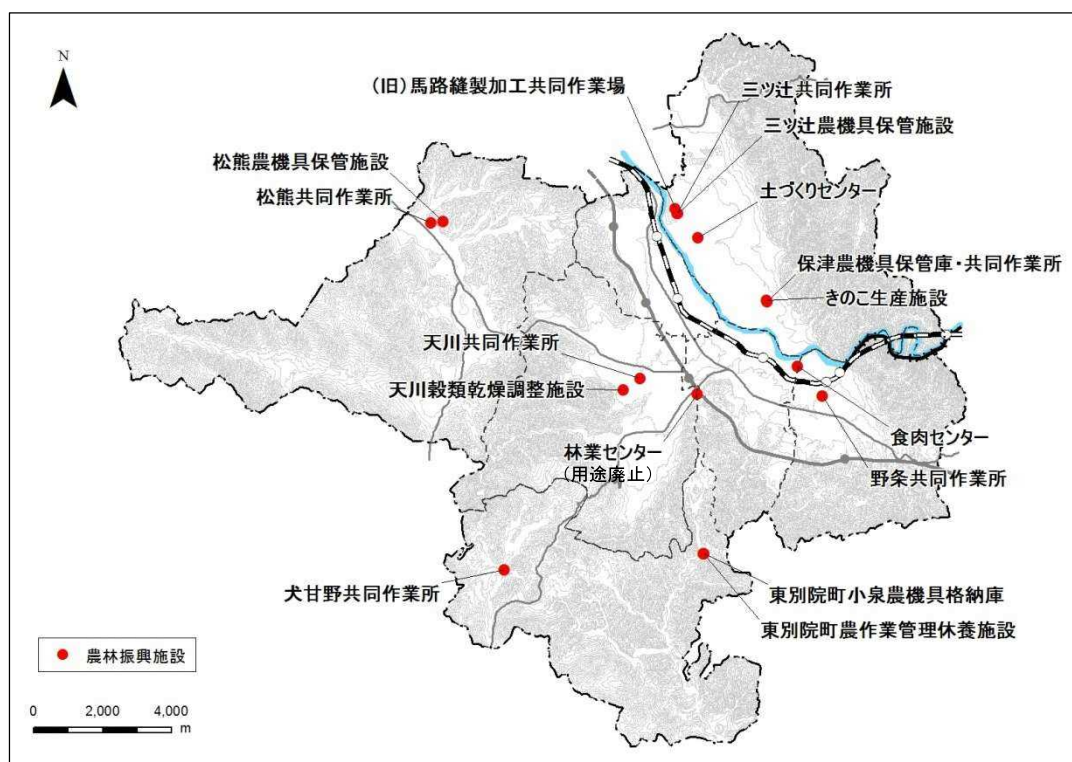 N
(旧)馬路縫製加工共同作業場
三ツ辻共同作業所
三ツ辻農機具保管施設
松熊農機具保管施設
松熊共同作業所
土づくりセンター
保津農機具保管庫・共同作業所
きのこ生産施設
天川共同作業所
天川穀類乾燥調整施設
林業センター
(用途廃止)
食肉センター
野条共同作業所
犬甘野共同作業所
東別院町小泉農機具格納庫
東別院町農作業管理休養施設
農林振興施設
0 2,000 4,000
m